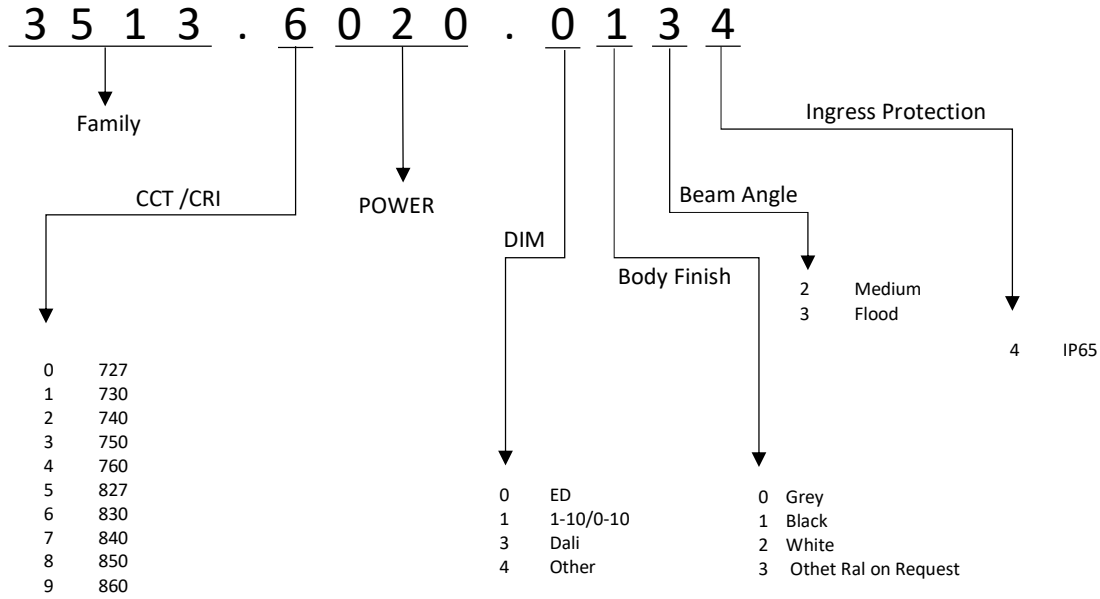 3 5 1 3 . 6 0 2 0 . 0 1 3 4
Family
Ingress Protection
CCT /CRI
POWER
Beam Angle
DIM
Body Finish
2 Medium
3 Flood
4 IP65
0 727
1 730
2 740
3 750
4 760
5 827
6 830
7 840
8 850
9 860
0 ED
1 1-10/0-10
3 Dali
4 Other
0 Grey
1 Black
2 White
3 Othet Ral on Request